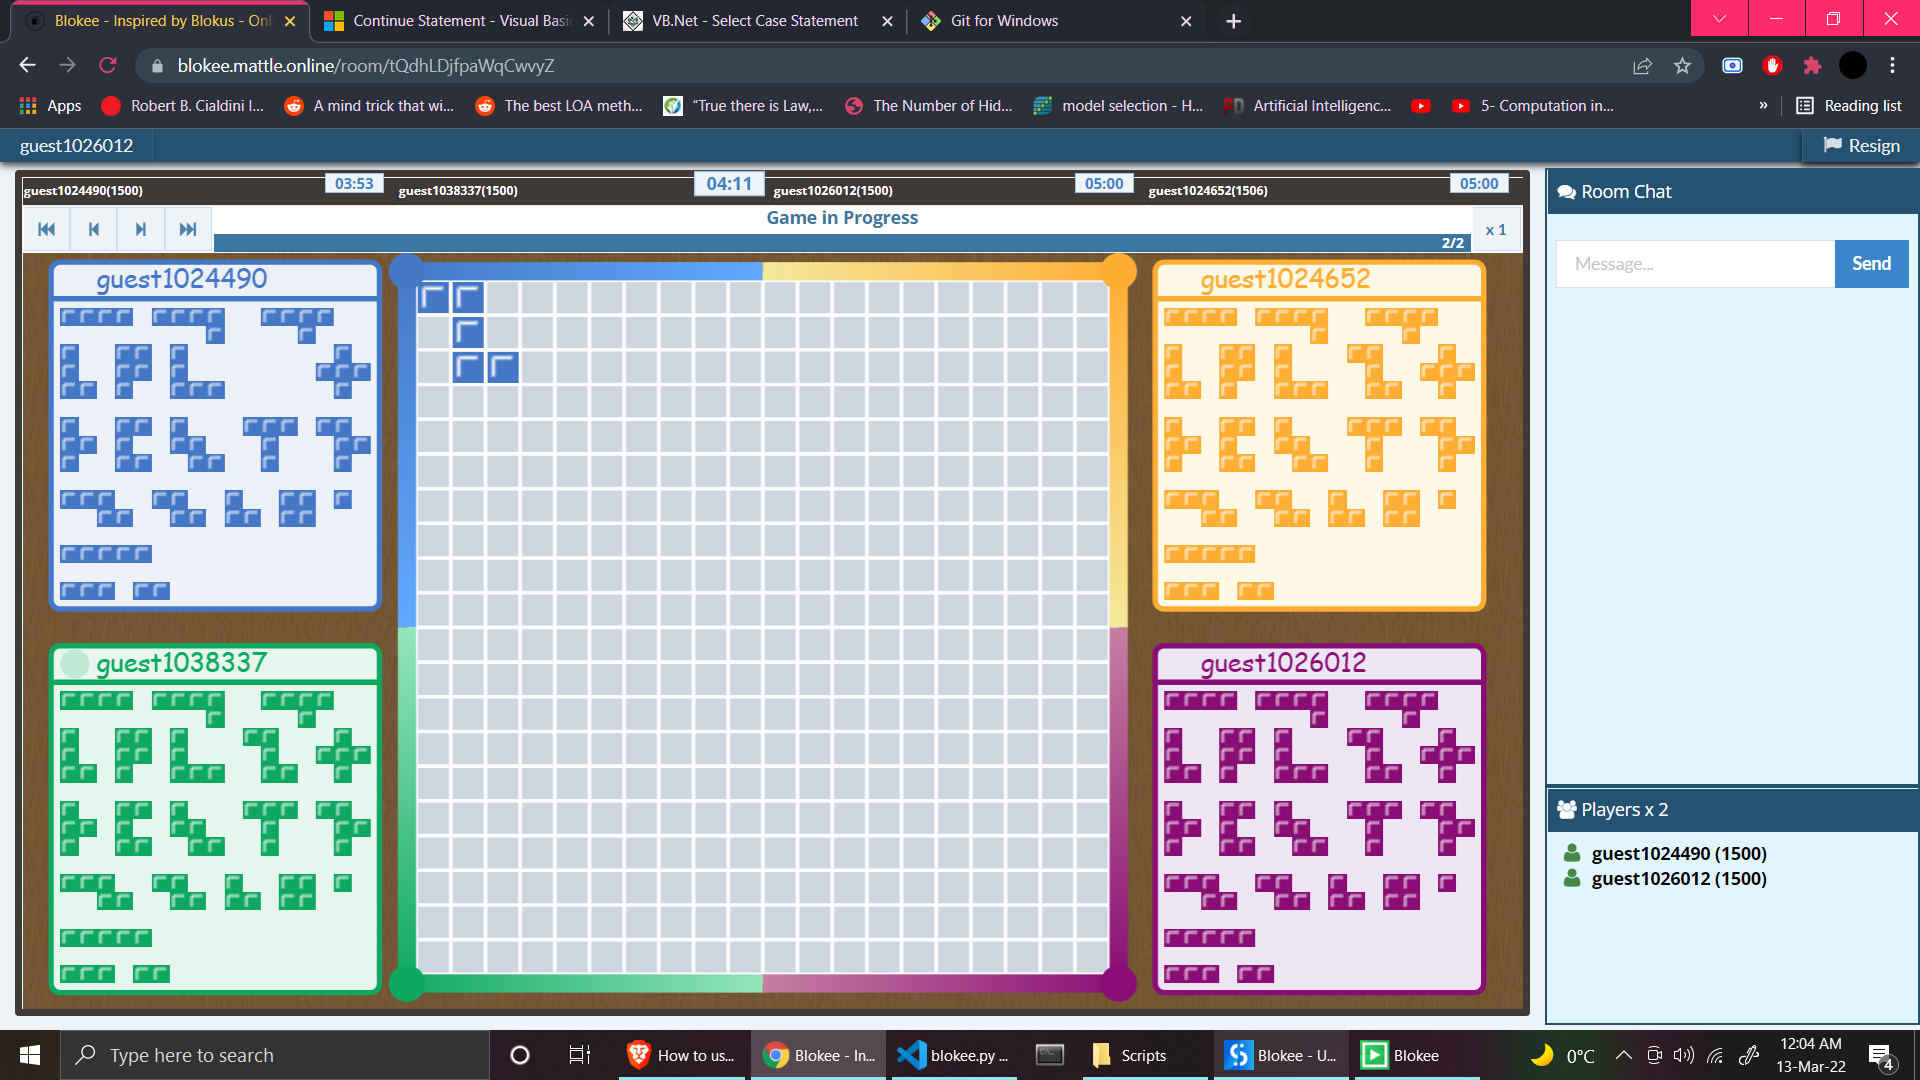 Blokee - Inspired by Blokus - Onl
Continue Statement - Visual Basi
VB.Net - Select Case Statement
Git for Windows
blokee.mattle.online/room/tQdhLDjfpaWqCwvyZ
Apps
Robert B. Cialdini I...
A mind trick that wi...
The best LOA meth...
“True there is Law,...
The Number of Hid...
model selection - H...
Artificial Intelligenc...
5- Computation in...
»
Reading list
guest1026012
Resign
guest1024490(1500)
03:53
guest1038337(1500)
04:11
guest1026012(1500)
05:00
guest1024652(1506)
05:00
Game in Progress
2/2
x 1
Room Chat
Message...
Send
guest1024490
guest1024652
guest1038337
guest1026012
Players x 2
guest1024490 (1500)
guest1026012 (1500)
Type here to search
How to us...
Blokee - In...
blokee.py ...
Scripts
Blokee - U...
Blokee
0°C
12:04 AM
13-Mar-22
4